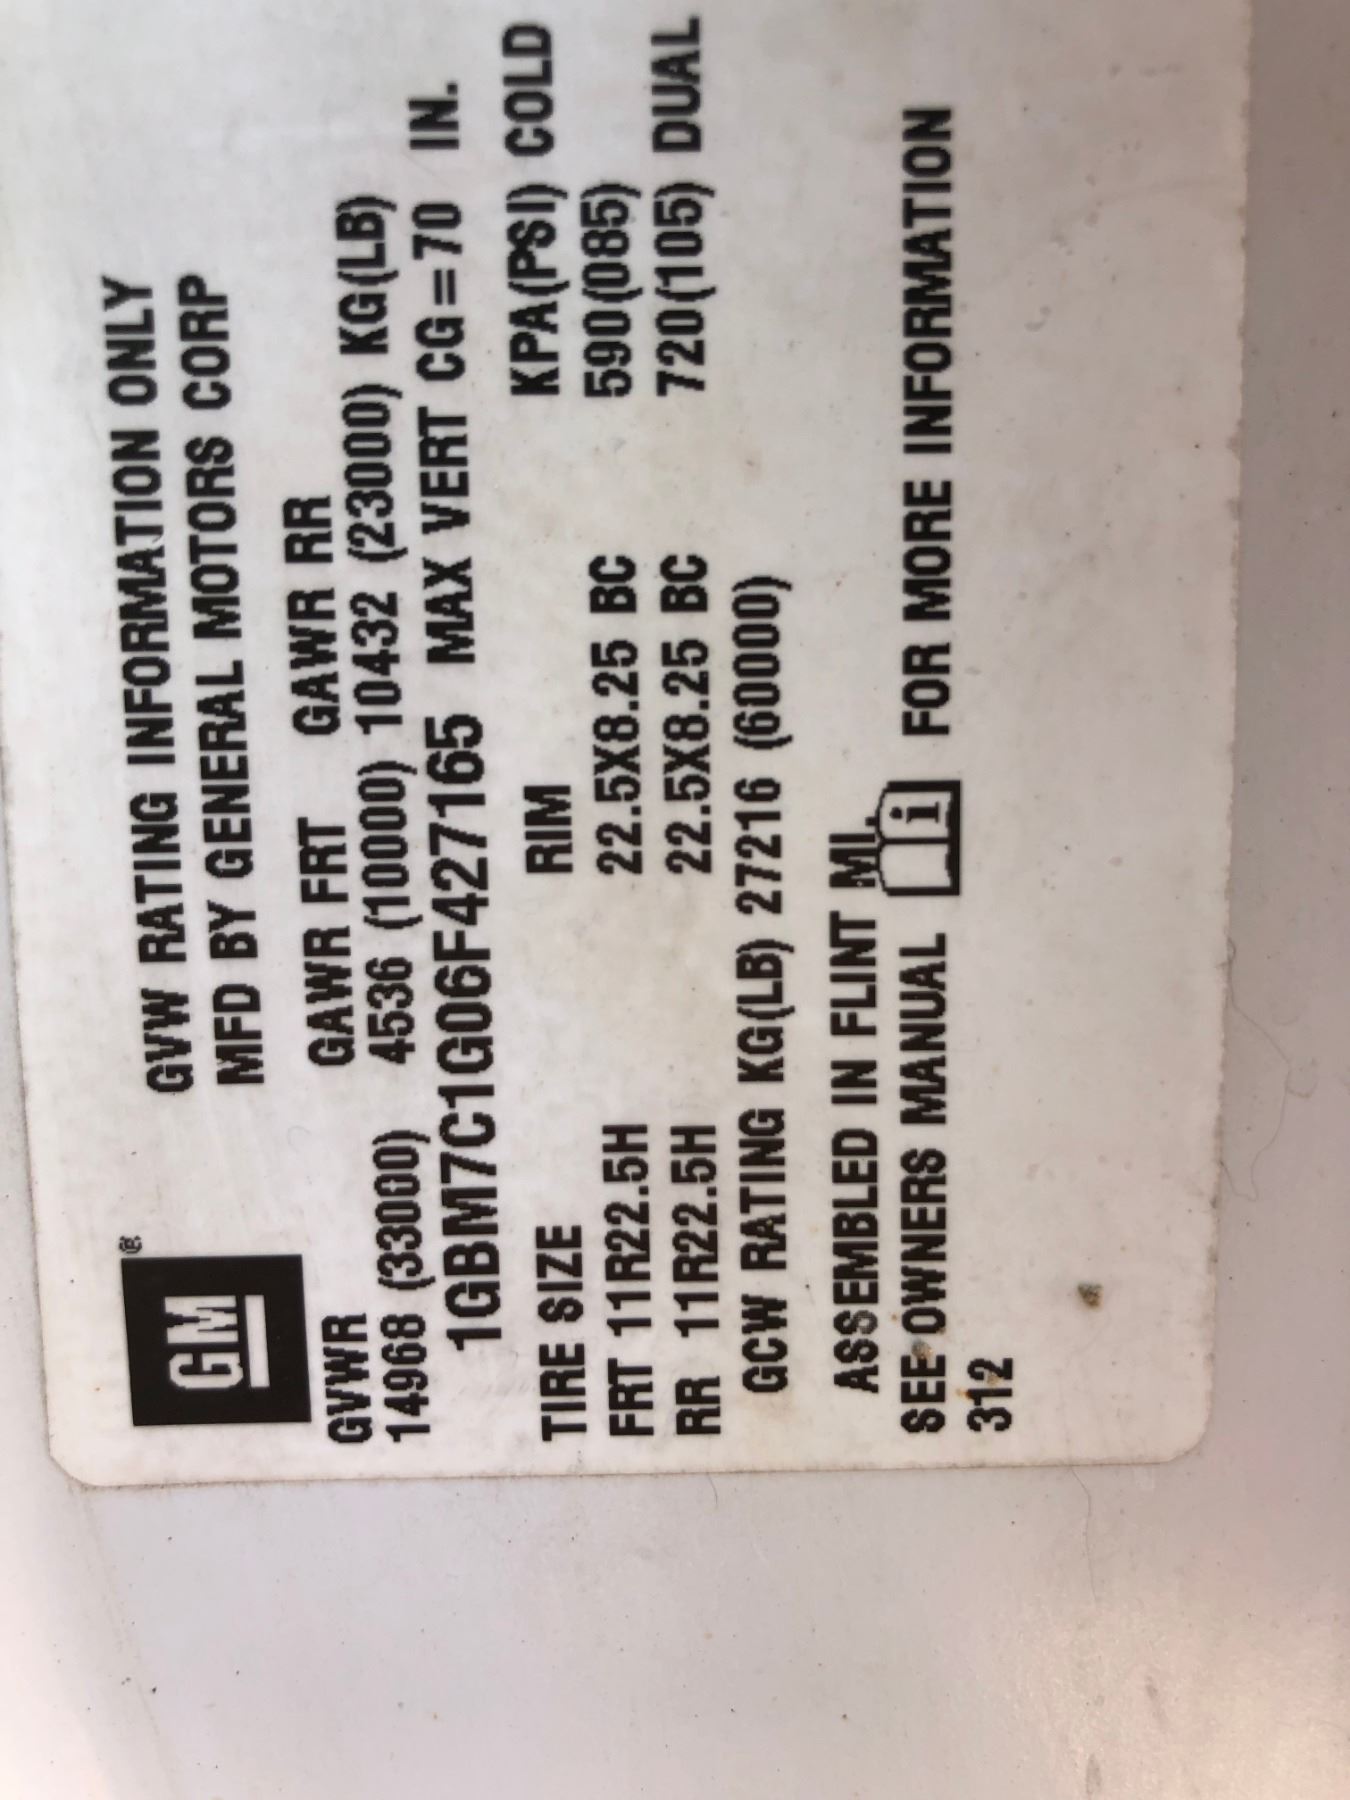 GM®
GVW RATING INFORMATION ONLY
MFD BY GENERAL MOTORS CORP
GVWR GAWR FRT GAWR RR
14968 (33000) 4536 (10000) 10432 (23000) KG(LB)
1GBM7C1G06F427165 MAX VERT CG=70 IN.
TIRE SIZE RIM KPA(PSI) COLD
FRT 11R22.5H 22.5X8.25 BC 590(085)
RR 11R22.5H 22.5X8.25 BC 720(105) DUAL
GCW RATING KG(LB) 27216 (60000)
ASSEMBLED IN FLINT MI.
SEE OWNERS MANUAL i FOR MORE INFORMATION
312